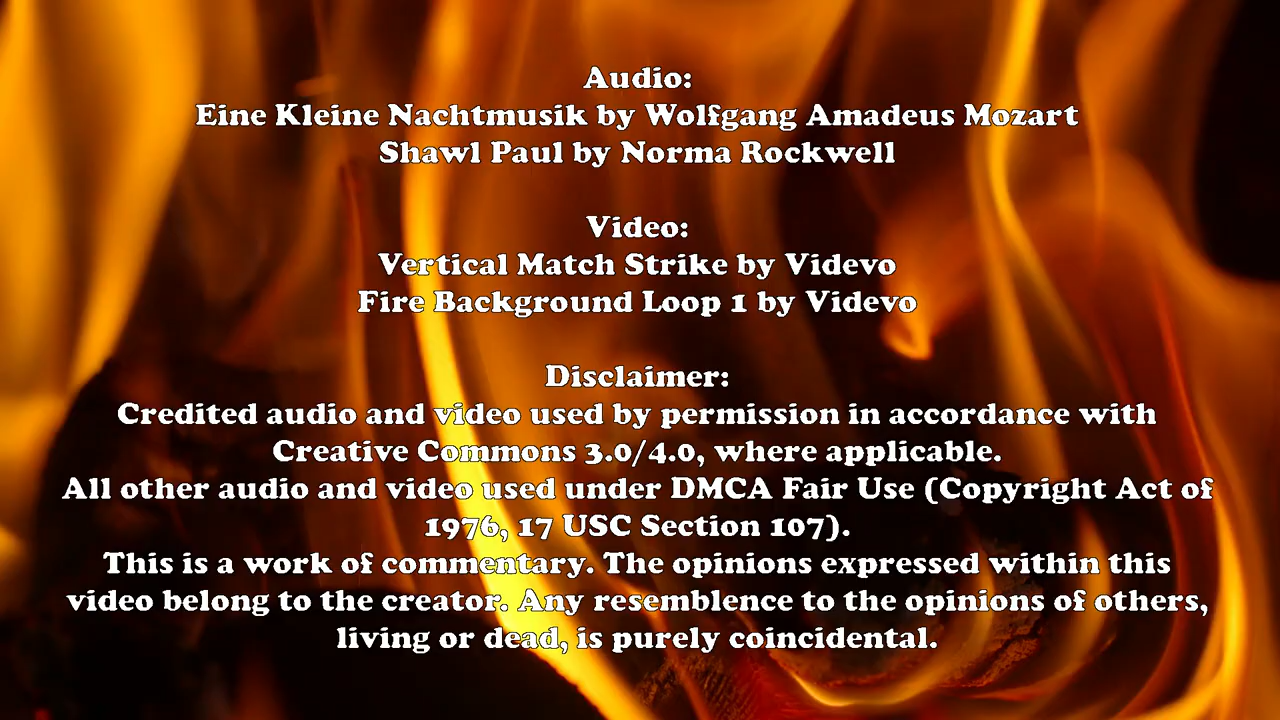 Audio:
Eine Kleine Nachtmusik by Wolfgang Amadeus Mozart
Shawl Paul by Norma Rockwell
Video:
Vertical Match Strike by Videvo
Fire Background Loop 1 by Videvo
Disclaimer:
Credited audio and video used by permission in accordance with
Creative Commons 3.0/4.0, where applicable.
All other audio and video used under DMCA Fair Use (Copyright Act of
1976, 17 USC Section 107).
This is a work of commentary. The opinions expressed within this
video belong to the creator. Any resemblence to the opinions of others,
living or dead, is purely coincidental.